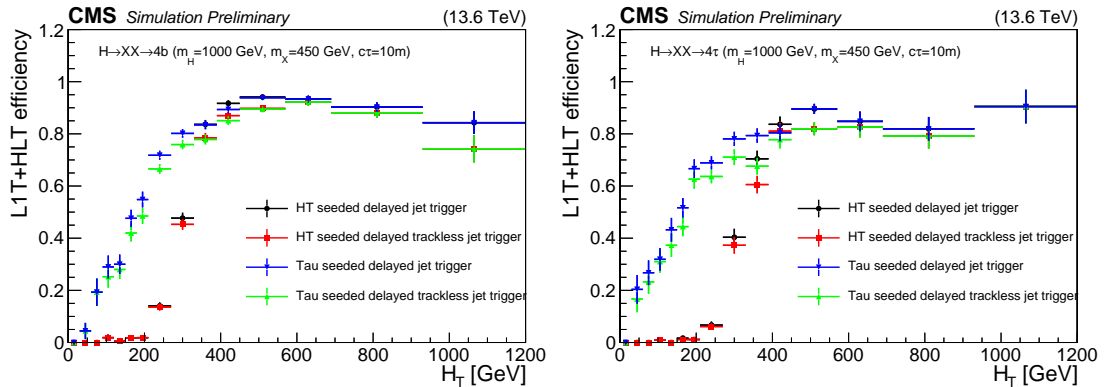 CMS Simulation Preliminary (13.6 TeV)
H→XX→4b (m_H=1000 GeV, m_X=450 GeV, cτ=10m)
L1T+HLT efficiency
1.2
1
0.8
0.6
0.4
0.2
0
HT seeded delayed jet trigger
HT seeded delayed trackless jet trigger
Tau seeded delayed jet trigger
Tau seeded delayed trackless jet trigger
0 200 400 600 800 1000 1200
H_T [GeV]
CMS Simulation Preliminary (13.6 TeV)
H→XX→4τ (m_H=1000 GeV, m_X=450 GeV, cτ=10m)
L1T+HLT efficiency
1.2
1
0.8
0.6
0.4
0.2
0
HT seeded delayed jet trigger
HT seeded delayed trackless jet trigger
Tau seeded delayed jet trigger
Tau seeded delayed trackless jet trigger
0 200 400 600 800 1000 1200
H_T [GeV]